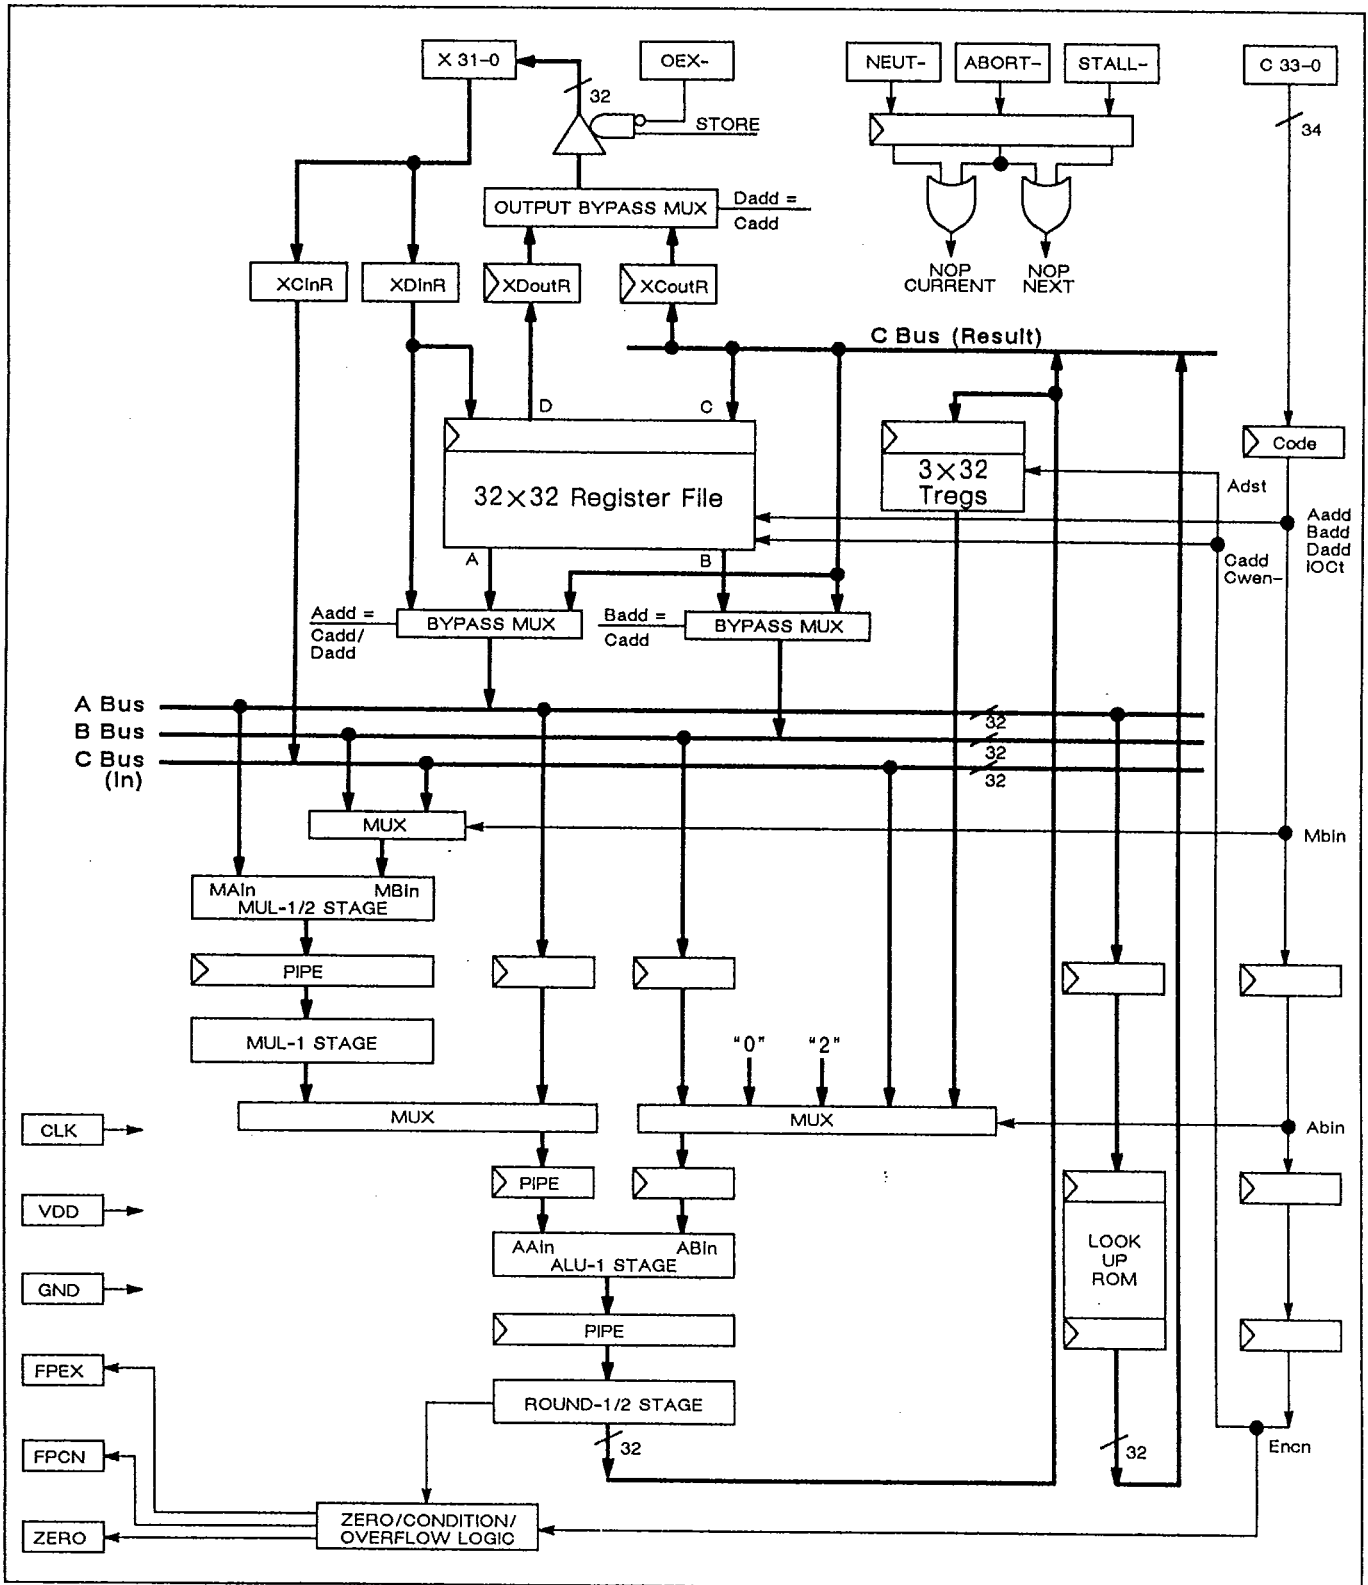 X 31-0
OEX-
NEUT-
ABORT-
STALL-
C 33-0
32
STORE
34
OUTPUT BYPASS MUX
Dadd =
Cadd
XCInR
XDInR
XDoutR
XCoutR
NOP
CURRENT
NOP
NEXT
C Bus (Result)
D
C
Code
32×32 Register File
3×32
Tregs
Adst
Aadd
Badd
Dadd
IOCt
Cadd
Cwen-
A
B
Aadd =
Cadd/
Dadd
BYPASS MUX
Badd =
Cadd
BYPASS MUX
A Bus
32
B Bus
32
C Bus
(In)
32
MUX
MbIn
MAIn
MBIn
MUL-1/2 STAGE
PIPE
MUL-1 STAGE
"0"
"2"
MUX
MUX
Abin
CLK
PIPE
VDD
AAIn
ABIn
ALU-1 STAGE
LOOK
UP
ROM
GND
PIPE
FPEX
ROUND-1/2 STAGE
32
32
Encn
FPCN
ZERO/CONDITION/
OVERFLOW LOGIC
ZERO